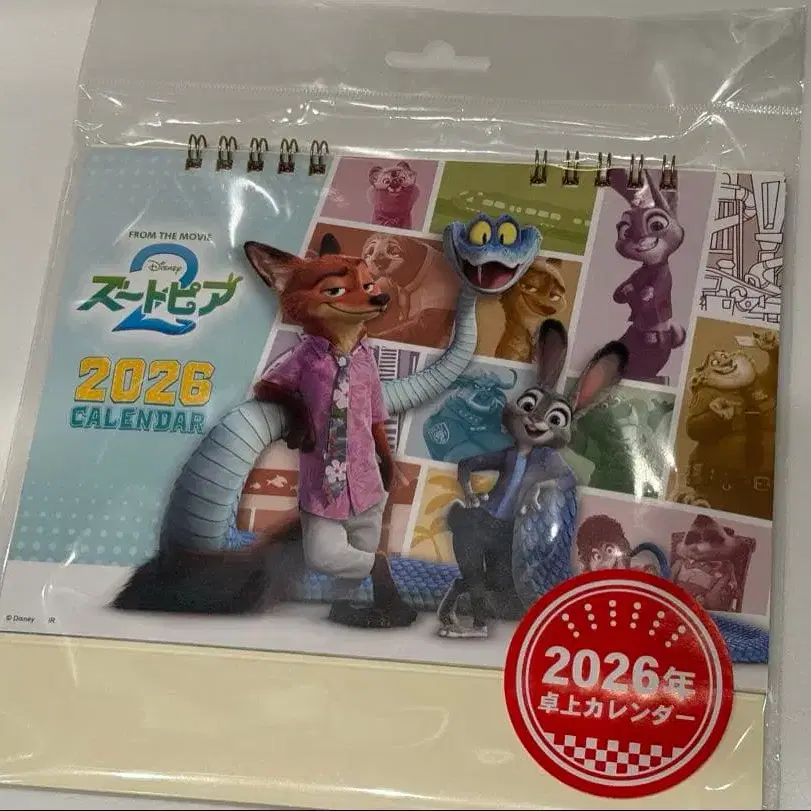 FROM THE MOVIE
Disney
ズートピア
2
2026
CALENDAR
© Disney
2026年
卓上カレンダー